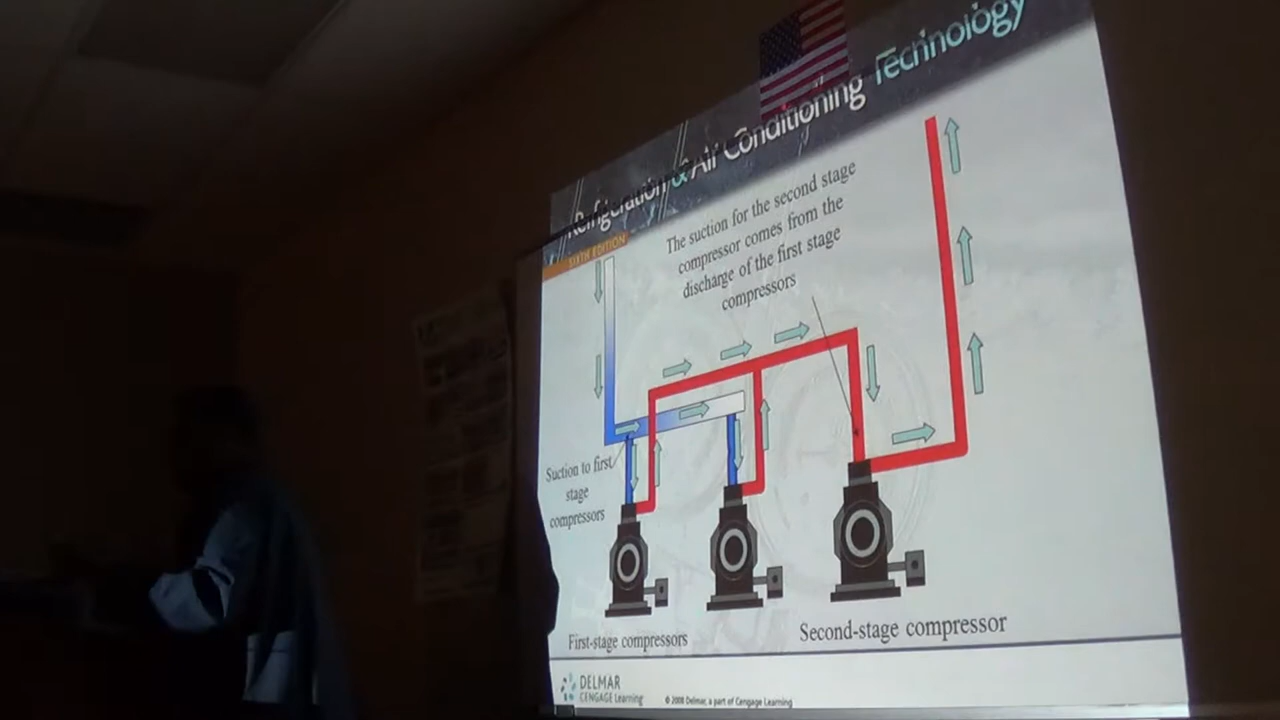 Refrigeration & Air Conditioning Technology
SIXTH EDITION
The suction for the second stage
compressor comes from the
discharge of the first stage
compressors
Suction to first
stage
compressors
First-stage compressors
Second-stage compressor
DELMAR
CENGAGE Learning
© 2008 Delmar, a part of Cengage Learning